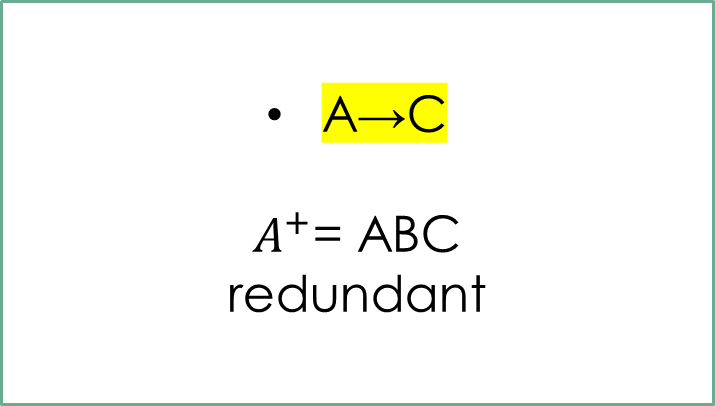 • A→C
A⁺= ABC
redundant